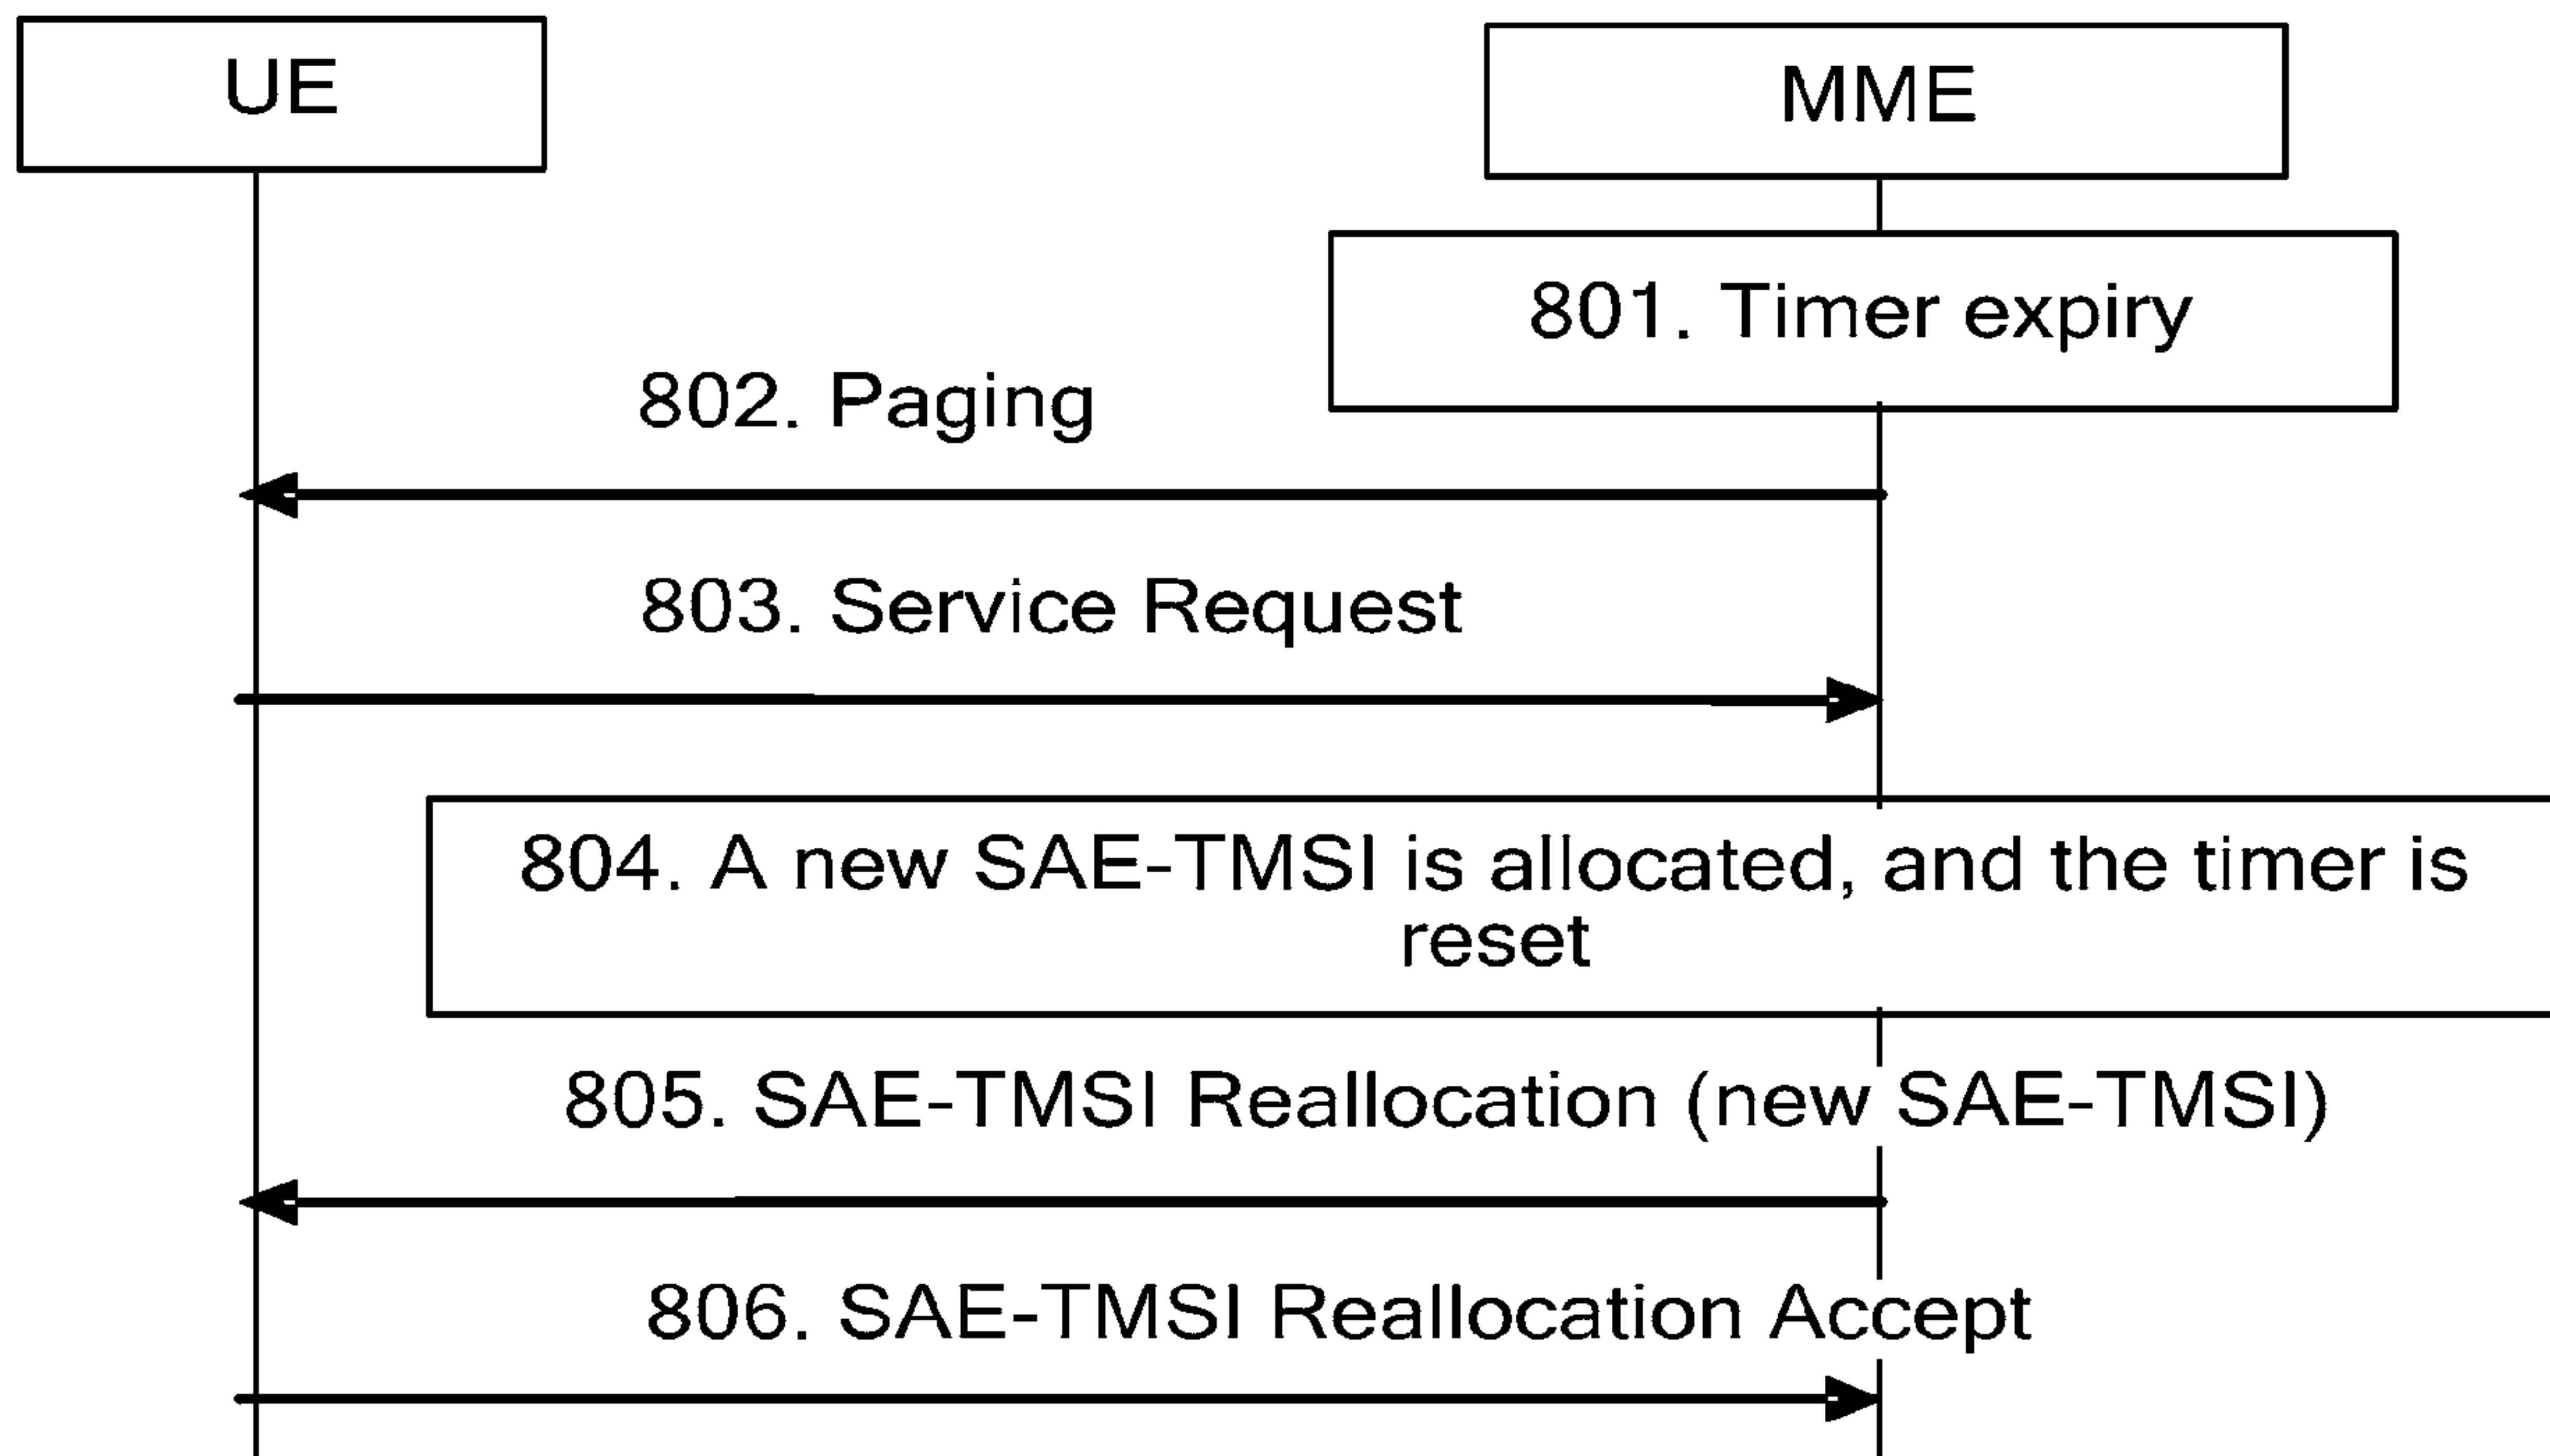 UE
MME
801. Timer expiry
802. Paging
803. Service Request
804. A new SAE-TMSI is allocated, and the timer is
reset
805. SAE-TMSI Reallocation (new SAE-TMSI)
806. SAE-TMSI Reallocation Accept